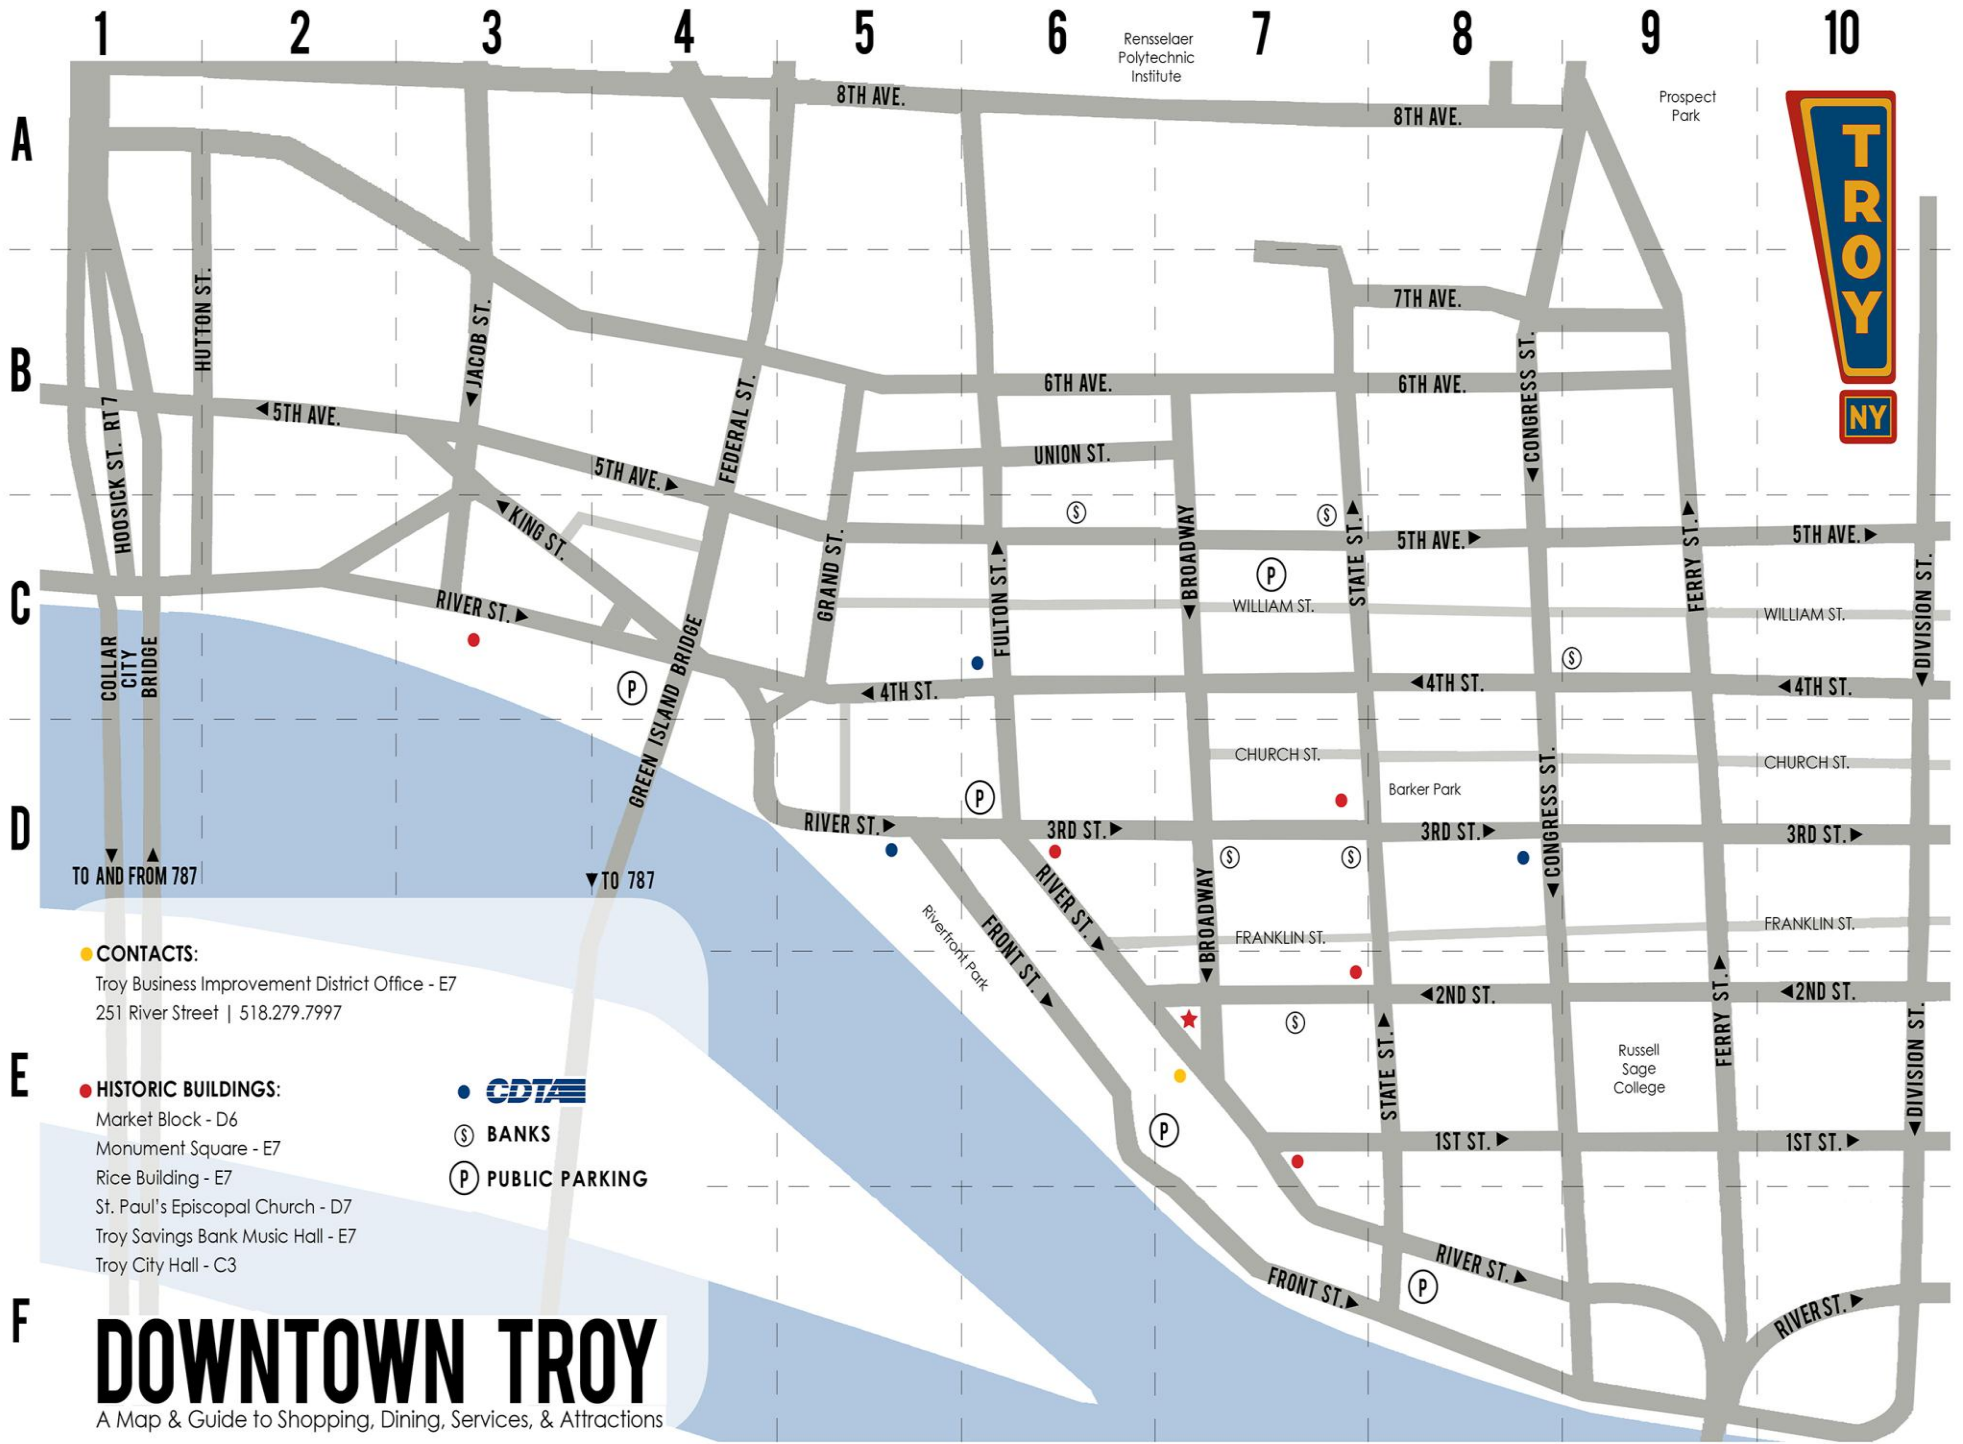 1 2 3 4 5 6 7 8 9 10
Rensselaer
Polytechnic
Institute
8TH AVE.
8TH AVE.
Prospect
Park
A
TROY
NY
HUTTON ST.
JACOB ST.
7TH AVE.
B
6TH AVE.
6TH AVE.
5TH AVE.
HOOSICK ST. RT 7
FEDERAL ST.
CONGRESS ST.
UNION ST.
5TH AVE.
$
$
KING ST.
GRAND ST.
BROADWAY
STATE ST.
5TH AVE.
FERRY ST.
5TH AVE.
P
C
RIVER ST.
FULTON ST.
WILLIAM ST.
WILLIAM ST.
DIVISION ST.
COLLAR
CITY
BRIDGE
GREEN ISLAND BRIDGE
P
$
4TH ST.
4TH ST.
4TH ST.
CHURCH ST.
CHURCH ST.
Barker Park
CONGRESS ST.
P
D
RIVER ST.
3RD ST.
3RD ST.
3RD ST.
$
$
TO AND FROM 787
TO 787
RIVER ST.
BROADWAY
Riverfront Park
FRONT ST.
FRANKLIN ST.
FRANKLIN ST.
2ND ST.
2ND ST.
FERRY ST.
$
STATE ST.
Russell
Sage
College
DIVISION ST.
E
P
1ST ST.
1ST ST.
RIVER ST.
FRONT ST.
P
RIVER ST.
F
CONTACTS:
Troy Business Improvement District Office - E7
251 River Street | 518.279.7997
HISTORIC BUILDINGS:
Market Block - D6
Monument Square - E7
Rice Building - E7
St. Paul's Episcopal Church - D7
Troy Savings Bank Music Hall - E7
Troy City Hall - C3
CDTA
$ BANKS
P PUBLIC PARKING
DOWNTOWN TROY
A Map & Guide to Shopping, Dining, Services, & Attractions